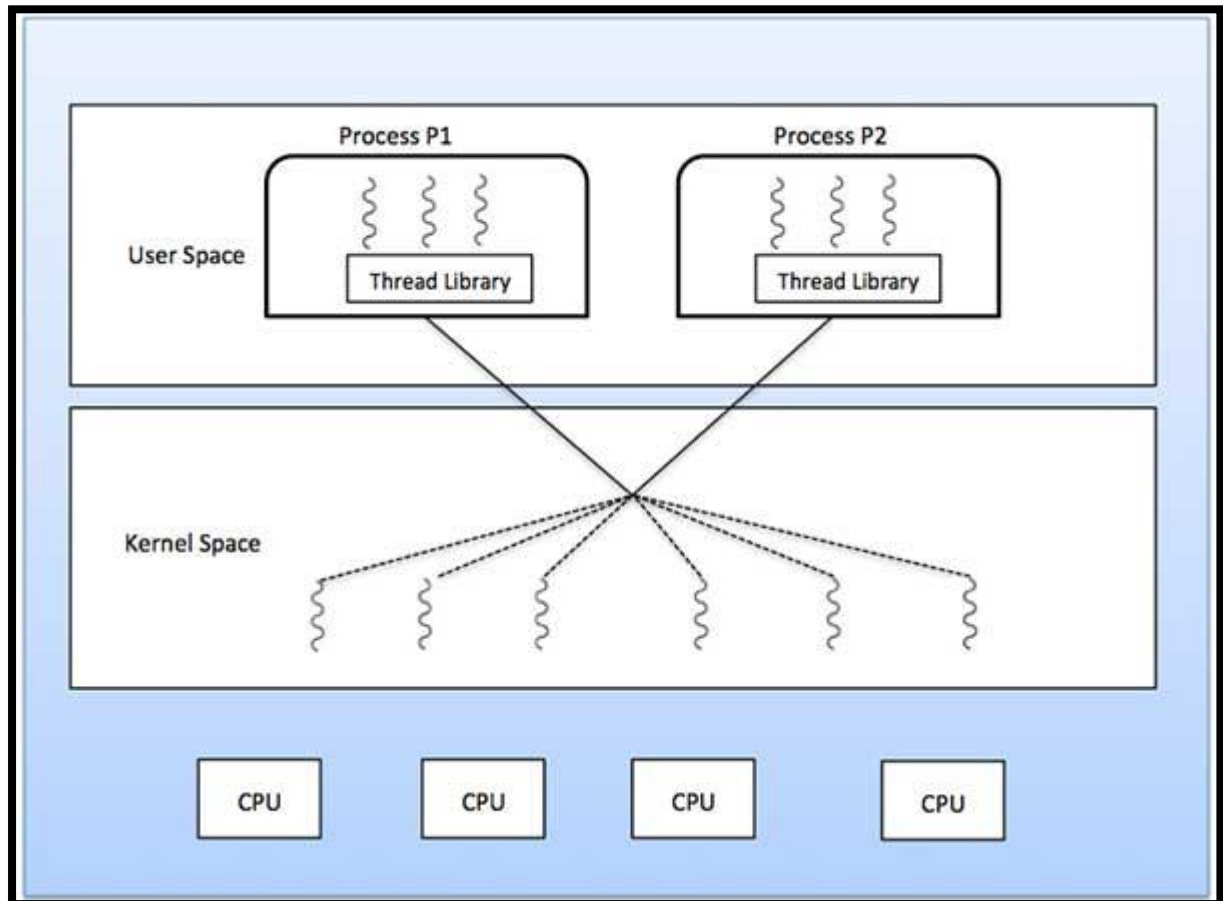 Process P1
Process P2
User Space
Thread Library
Thread Library
Kernel Space
CPU
CPU
CPU
CPU